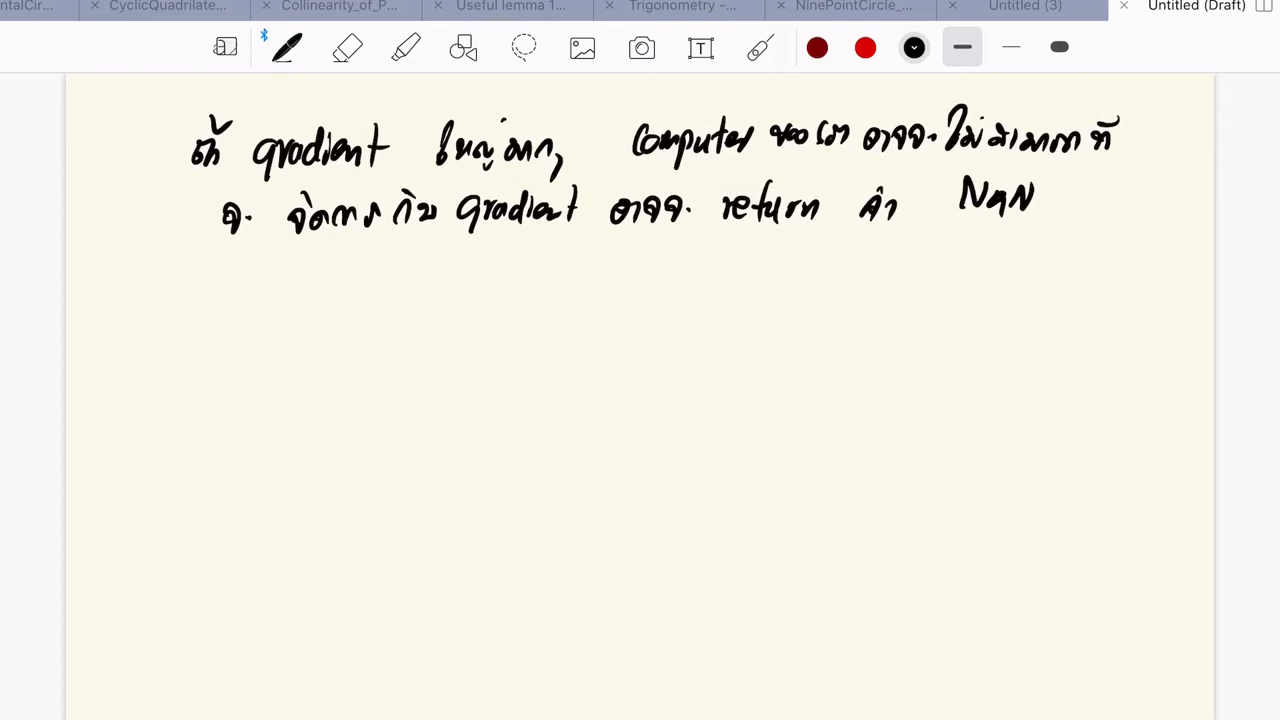 ntalCir...
CyclicQuadrilate...
Collinearity_of_P...
Useful lemma 1...
Trigonometry -...
NinePointCircle_...
Untitled (3)
Untitled (Draft)
ถ้า gradient ใหญ่มากๆ computer ของเรา อาจจะไม่สามารถที่
จะ จัดการกับ gradient อาจจะ return ค่า NaN